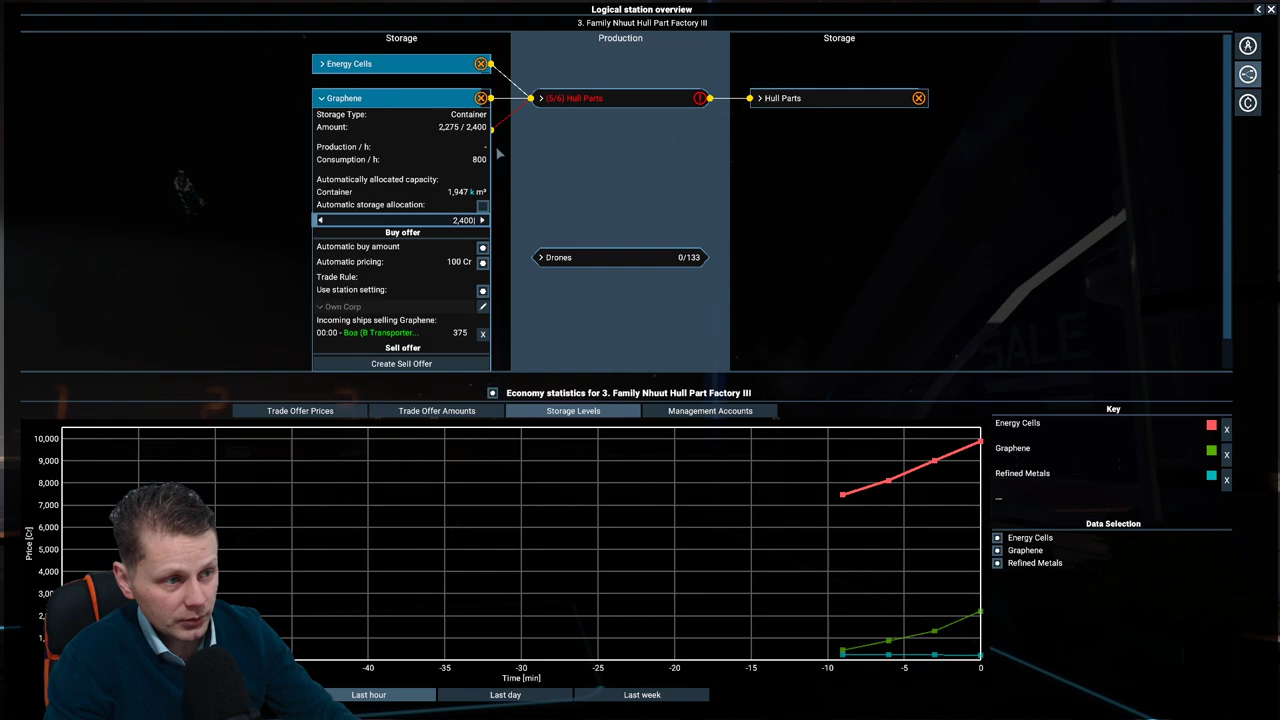 Logical station overview
3. Family Nhuut Hull Part Factory III
Storage
Production
Storage
Energy Cells
Graphene
(5/6) Hull Parts
Hull Parts
Storage Type: Container
Amount: 2,275 / 2,400
Production / h: -
Consumption / h: 800
Automatically allocated capacity:
Container 1,947 k m³
Automatic storage allocation:
2,400
Buy offer
Automatic buy amount
Automatic pricing: 100 Cr
Trade Rule:
Use station setting:
Own Corp
Incoming ships selling Graphene:
00:00 - Boa (B Transporter... 375 X
Sell offer
Create Sell Offer
Drones 0/133
SALE
Economy statistics for 3. Family Nhuut Hull Part Factory III
Trade Offer Prices
Trade Offer Amounts
Storage Levels
Management Accounts
10,000
9,000
8,000
7,000
6,000
5,000
4,000
Price [Cr]
-40
-35
-30
-25
-20
-15
-10
-5
0
Time [min]
Last hour
Last day
Last week
Key
Energy Cells X
Graphene X
Refined Metals X
Data Selection
Energy Cells
Graphene
Refined Metals